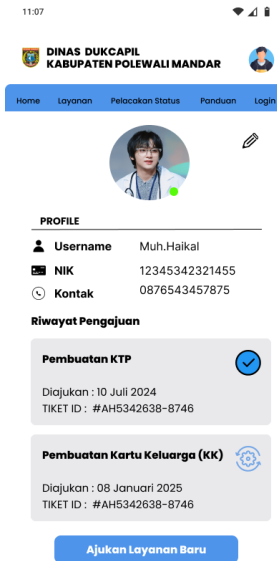 11:07
DINAS DUKCAPIL
KABUPATEN POLEWALI MANDAR
Home Layanan Pelacakan Status Panduan Login
PROFILE
Username Muh.Haikal
NIK 12345342321455
Kontak 0876543457875
Riwayat Pengajuan
Pembuatan KTP
Diajukan : 10 Juli 2024
TIKET ID : #AH5342638-8746
Pembuatan Kartu Keluarga (KK)
Diajukan : 08 Januari 2025
TIKET ID : #AH5342638-8746
Ajukan Layanan Baru